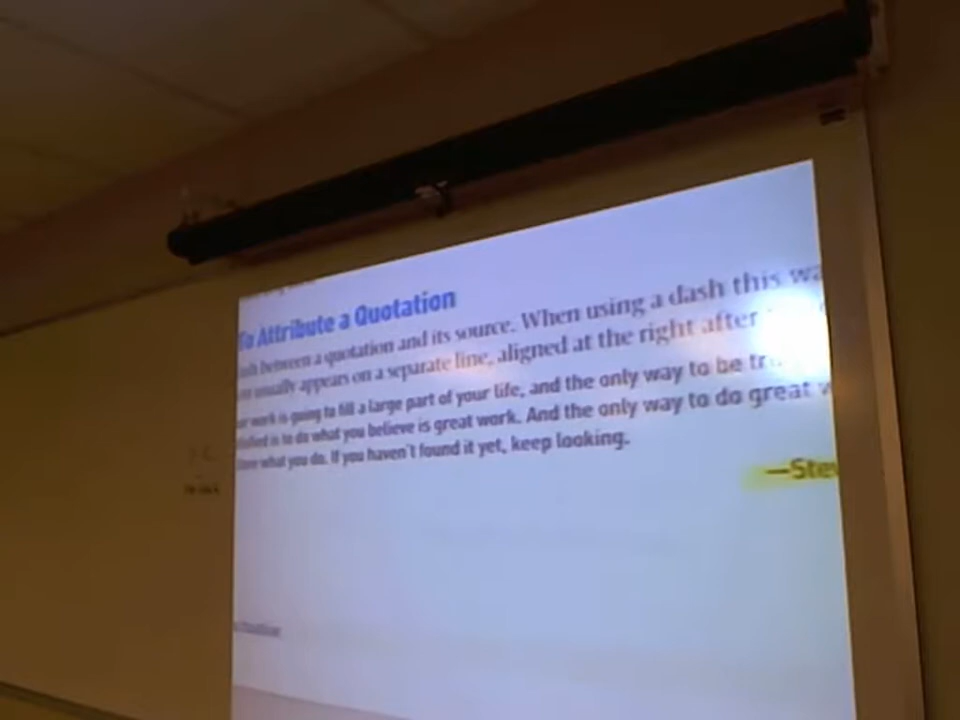 To Attribute a Quotation
between a quotation and its source. When using a dash this wa
usually appears on a separate line, aligned at the right after
work is going to fill a large part of your life, and the only way to be tr
is to do what you believe is great work. And the only way to do great w
what you do. If you haven't found it yet, keep looking.
—Stev